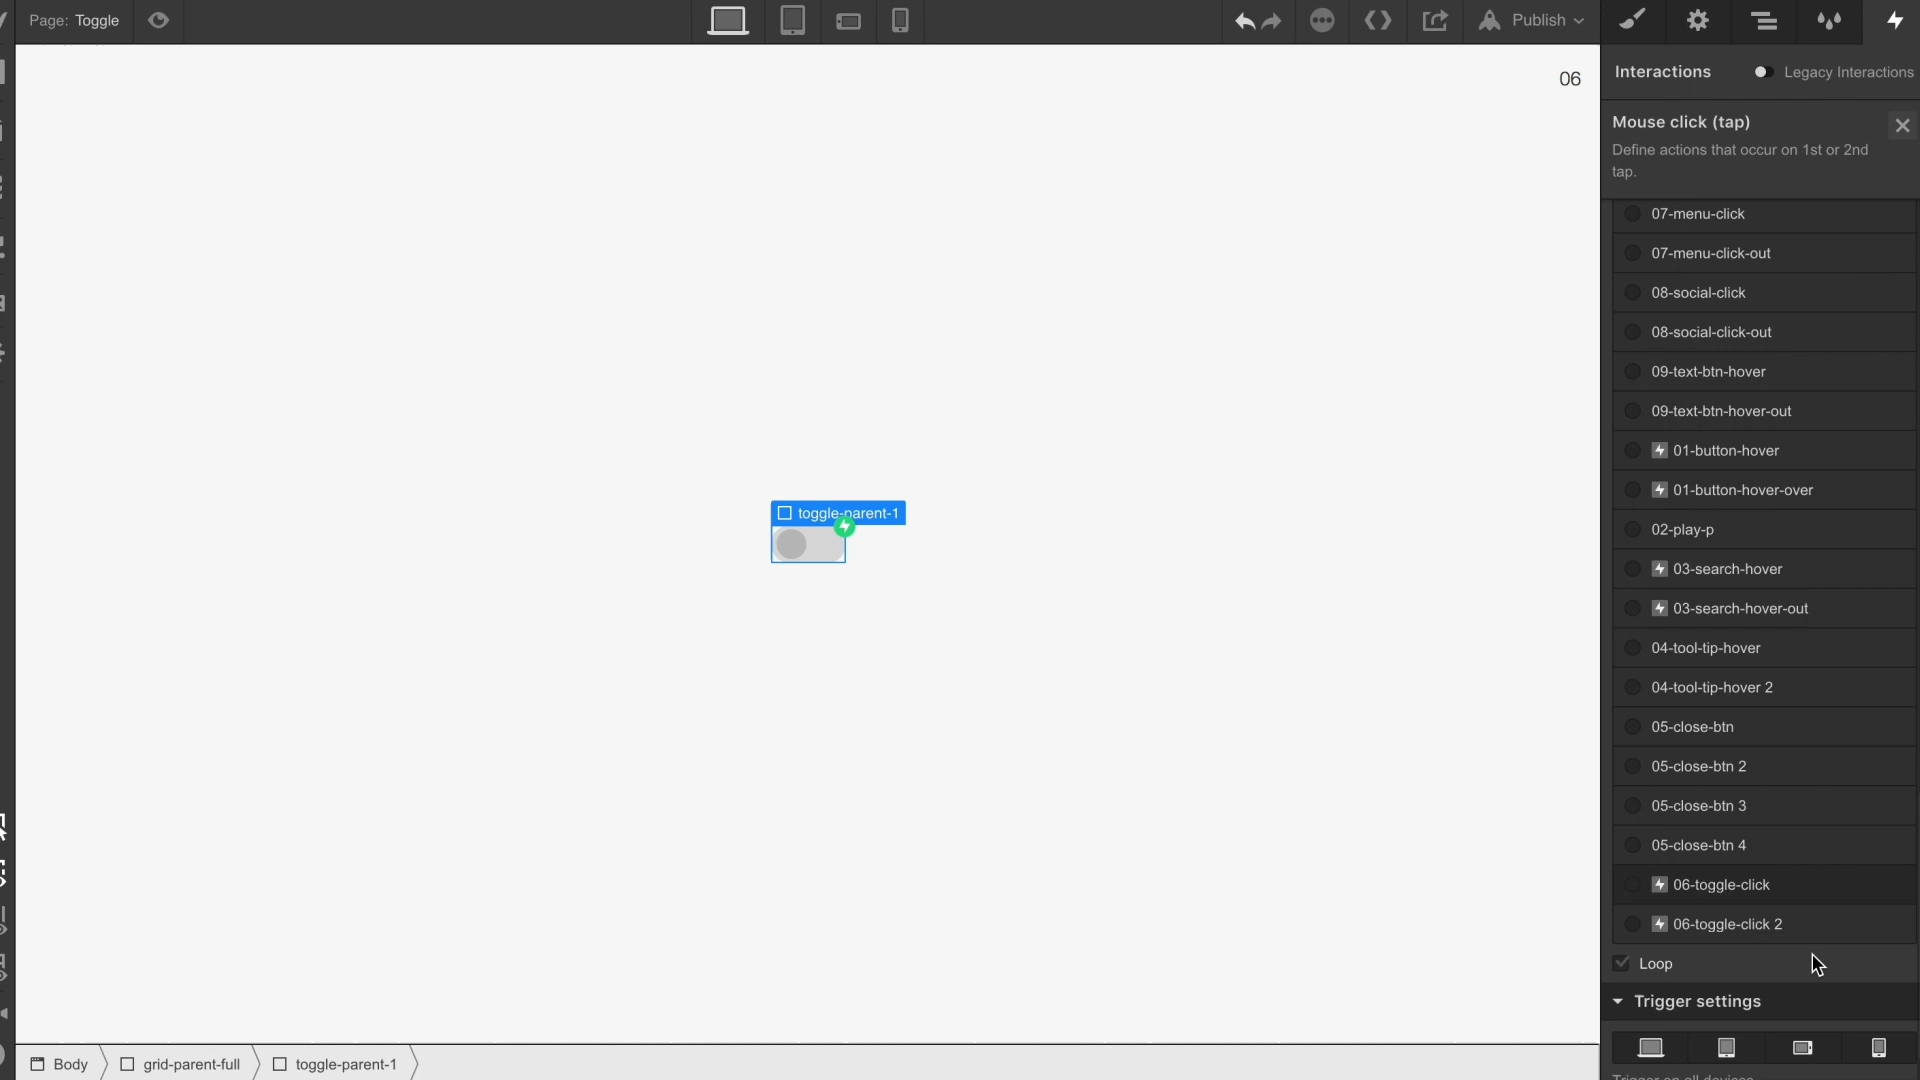 Page: Toggle
Publish
Interactions
Legacy Interactions
06
Mouse click (tap)
Define actions that occur on 1st or 2nd
tap.
07-menu-click
07-menu-click-out
08-social-click
08-social-click-out
09-text-btn-hover
09-text-btn-hover-out
01-button-hover
01-button-hover-over
toggle-parent-1
02-play-p
03-search-hover
03-search-hover-out
04-tool-tip-hover
04-tool-tip-hover 2
05-close-btn
05-close-btn 2
05-close-btn 3
05-close-btn 4
06-toggle-click
06-toggle-click 2
Loop
Trigger settings
Body
grid-parent-full
toggle-parent-1
Trigger on all devices